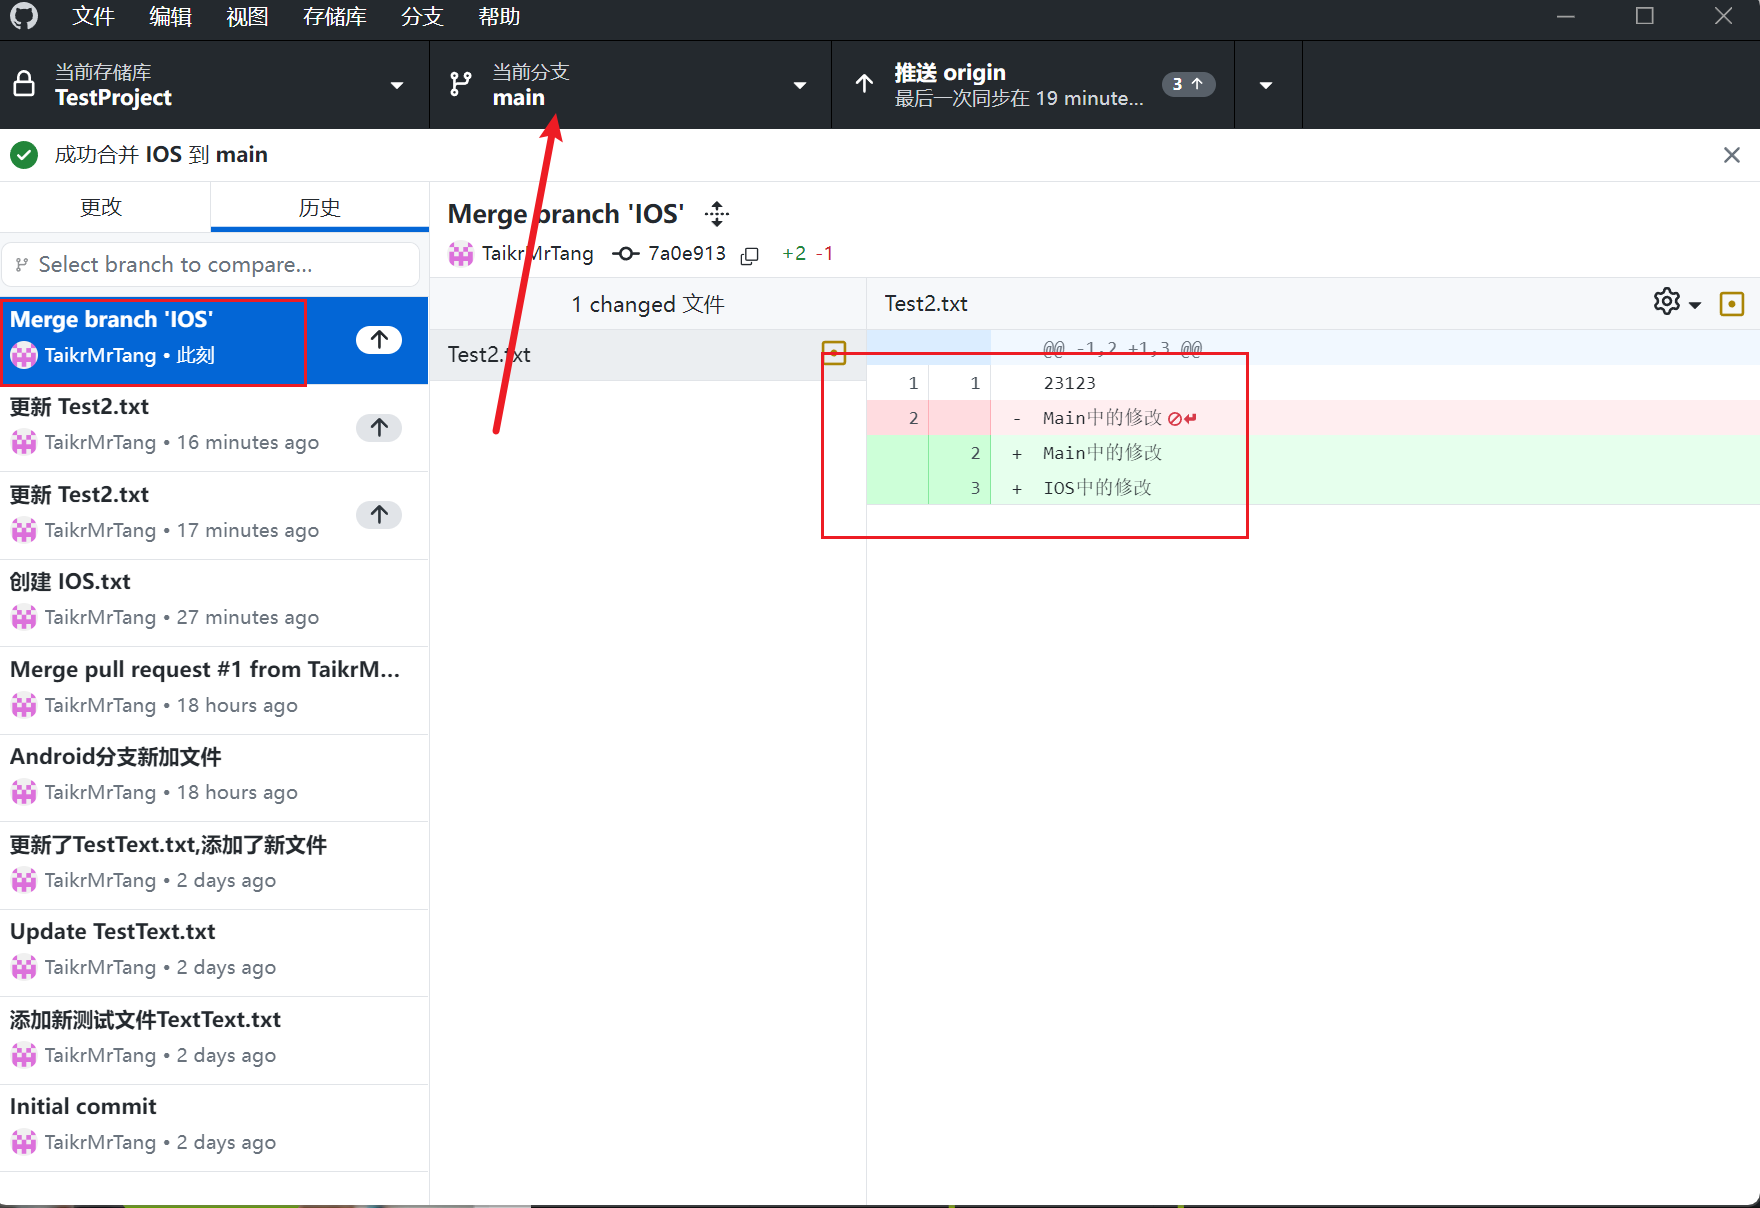 文件 编辑 视图 存储库 分支 帮助
当前存储库
TestProject
当前分支
main
推送 origin
最后一次同步在 19 minute...
3
成功合并 IOS 到 main
更改
历史
Select branch to compare...
Merge branch 'IOS'
TaikrMrTang • 此刻
更新 Test2.txt
TaikrMrTang • 16 minutes ago
更新 Test2.txt
TaikrMrTang • 17 minutes ago
创建 IOS.txt
TaikrMrTang • 27 minutes ago
Merge pull request #1 from TaikrM...
TaikrMrTang • 18 hours ago
Android分支新加文件
TaikrMrTang • 18 hours ago
更新了TestText.txt,添加了新文件
TaikrMrTang • 2 days ago
Update TestText.txt
TaikrMrTang • 2 days ago
添加新测试文件TextText.txt
TaikrMrTang • 2 days ago
Initial commit
TaikrMrTang • 2 days ago
Merge branch 'IOS'
TaikrMrTang 7a0e913 +2 -1
1 changed 文件
Test2.txt
Test2.txt
@@ -1,2 +1,3 @@
1 1 23123
2 - Main中的修改
2 + Main中的修改
3 + IOS中的修改